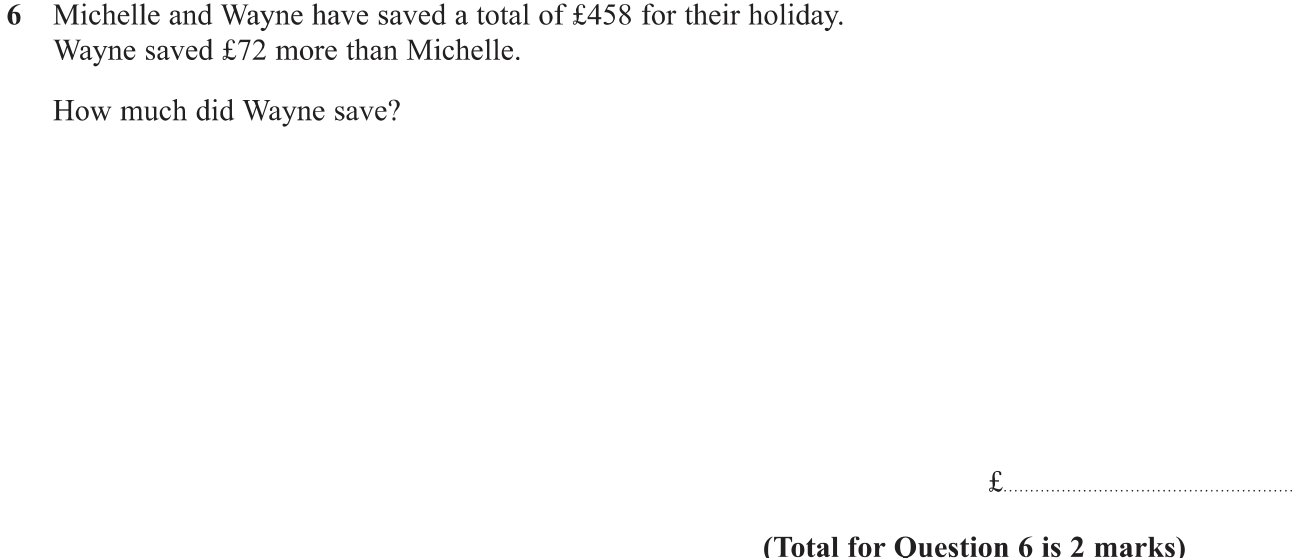 6 Michelle and Wayne have saved a total of £458 for their holiday.
Wayne saved £72 more than Michelle.
How much did Wayne save?
£......................................................
(Total for Question 6 is 2 marks)